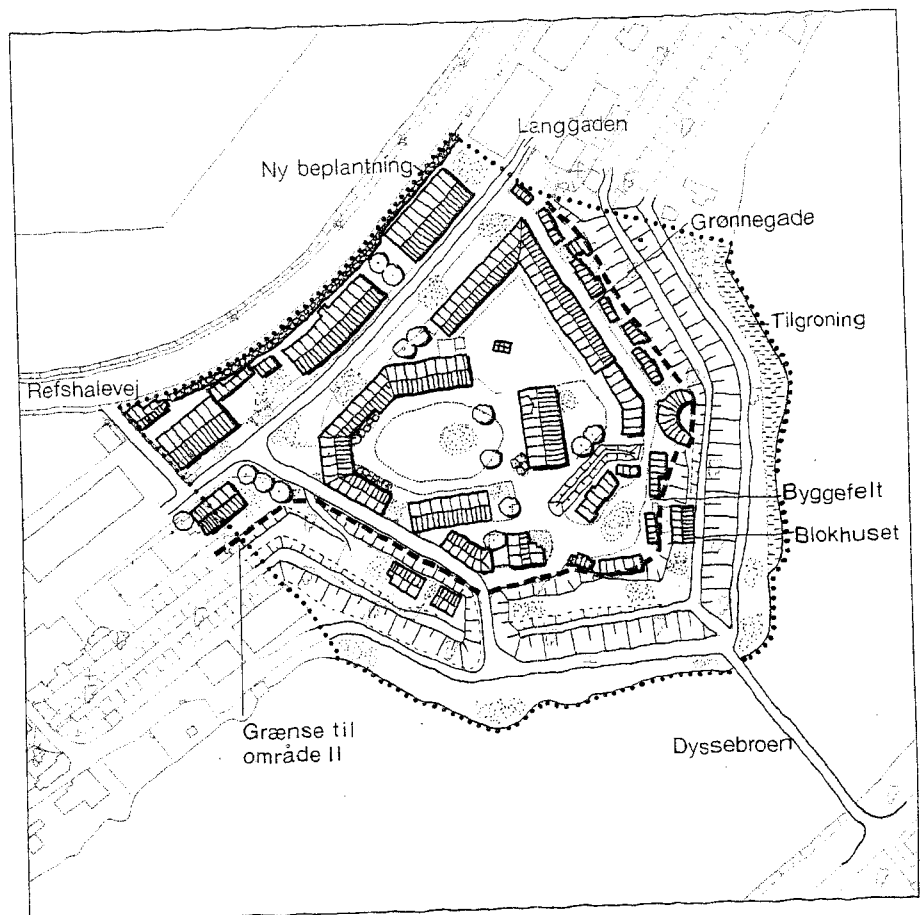 Langgaden
Ny beplantning
Grønnegade
Tilgroning
Refshalevej
Byggefelt
Blokhuset
Grænse til
område II
Dyssebroen